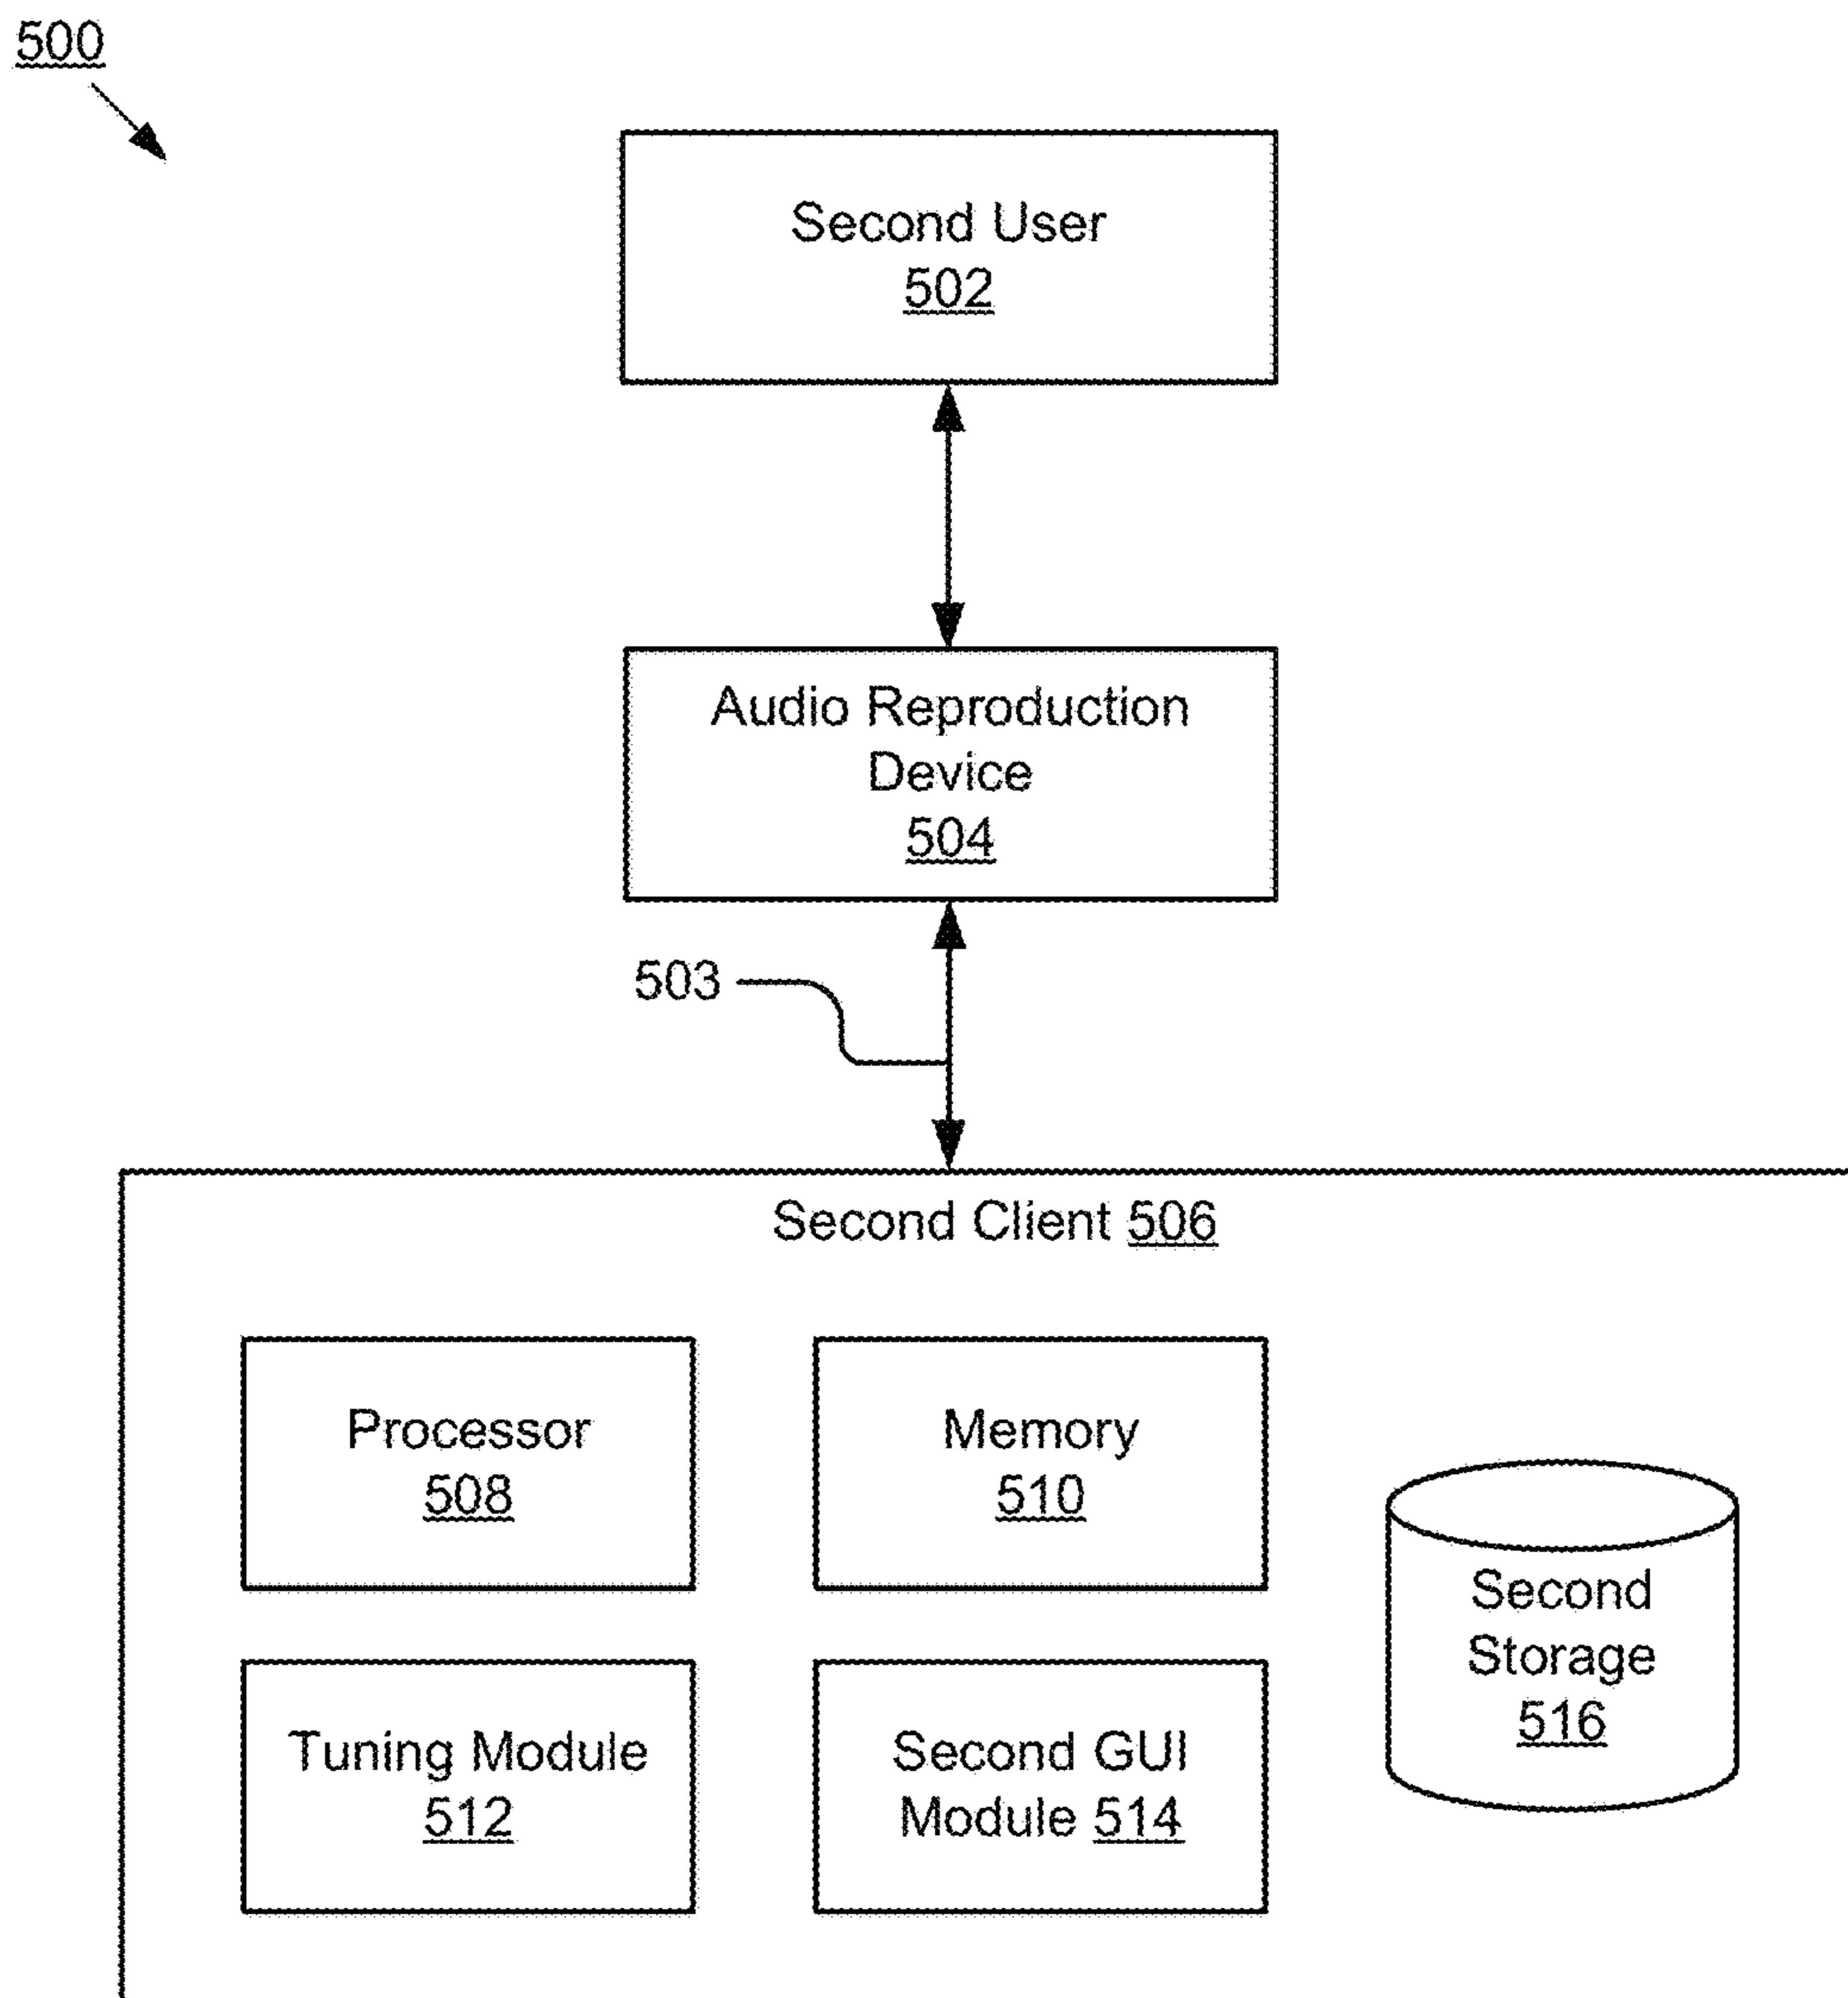 500
Second User
502
Audio Reproduction
Device
504
503
Second Client 506
Processor
508
Memory
510
Second
Storage
516
Tuning Module
512
Second GUI
Module 514